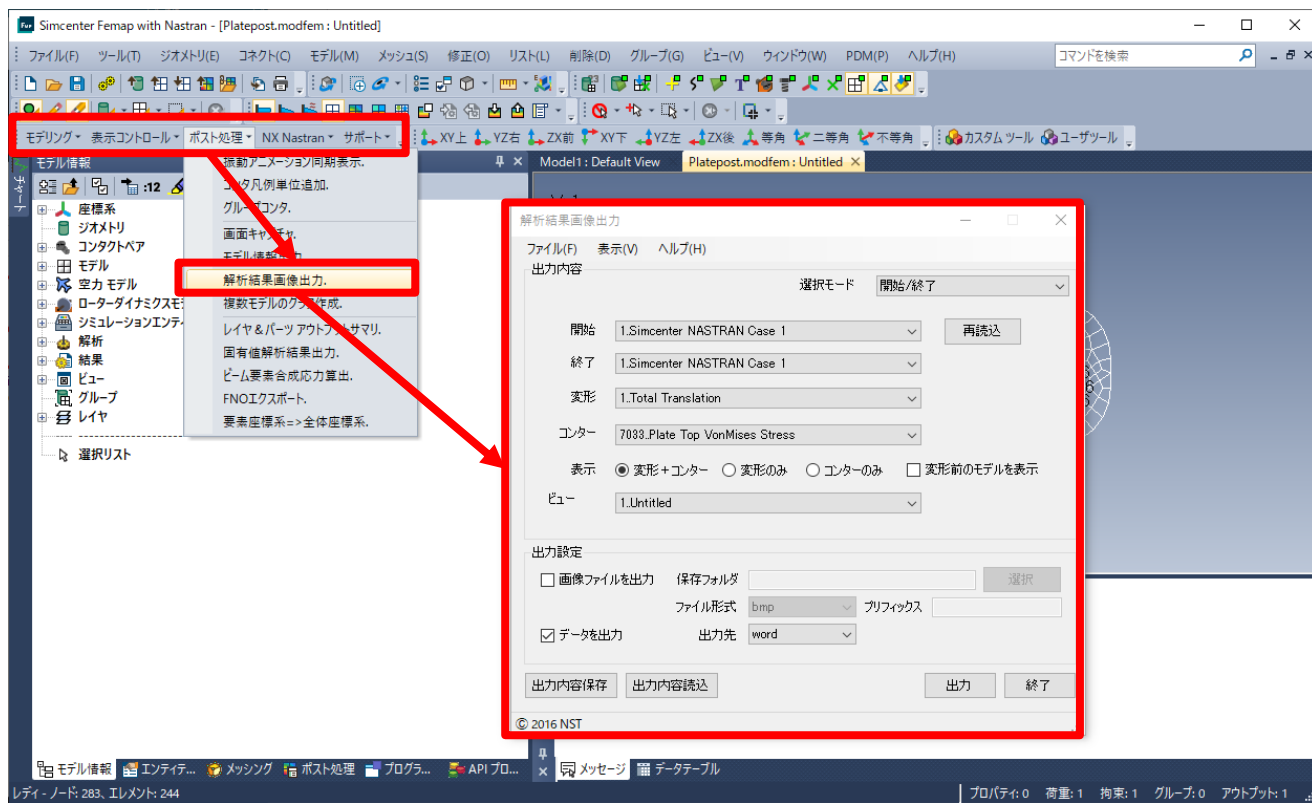 Simcenter Femap with Nastran - [Platepost.modfem : Untitled]
ファイル(F) ツール(T) ジオメトリ(E) コネクト(C) モデル(M) メッシュ(S) 修正(O) リスト(L) 削除(D) グループ(G) ビュー(V) ウィンドウ(W) PDM(P) ヘルプ(H) コマンドを検索
モデリング 表示コントロール ポスト処理 NX Nastran サポート XY上 YZ右 ZX前 XY下 YZ左 ZX後 等角 二等角 不等角 カスタム ツール ユーザツール
モデル情報
Model1 : Default View Platepost.modfem : Untitled
:12
座標系
ジオメトリ
コンタクトペア
モデル
空力 モデル
シミュレーションエンテ
解析
結果
ビュー
グループ
レイヤ
選択リスト
振動アニメーション同期表示.
コンタ凡例単位追加.
グループコンタ.
画面キャプチャ.
解析結果画像出力.
複数モデルのグラフ作成.
レイヤ&パーツ アウトプットサマリ.
固有値解析結果出力.
ビーム要素合成応力算出.
FNOエクスポート.
要素座標系=>全体座標系.
解析結果画像出力
ファイル(F) 表示(V) ヘルプ(H)
出力内容
選択モード 開始/終了
開始 1.Simcenter NASTRAN Case 1 再読込
終了 1.Simcenter NASTRAN Case 1
変形 1..Total Translation
コンター 7033..Plate Top VonMises Stress
表示 変形+コンター 変形のみ コンターのみ 変形前のモデルを表示
ビュー 1..Untitled
出力設定
画像ファイルを出力 保存フォルダ 選択
ファイル形式 bmp プリフィックス
データを出力 出力先 word
出力内容保存 出力内容読込 出力 終了
© 2016 NST
モデル情報 エンティテ... メッシング ポスト処理 プログラ... API プロ... メッセージ データテーブル
レディ - ノード: 283、エレメント: 244 プロパティ: 0 荷重: 1 拘束: 1 グループ: 0 アウトプット: 1